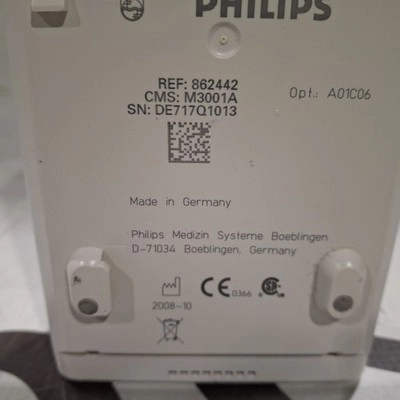 PHILIPS
REF: 862442
CMS: M3001A
SN: DE717Q1013
Opt.: A01C06
Made in Germany
Philips Medizin Systeme Boeblingen
D-71034 Boeblingen, Germany
CE 0366
2008-10